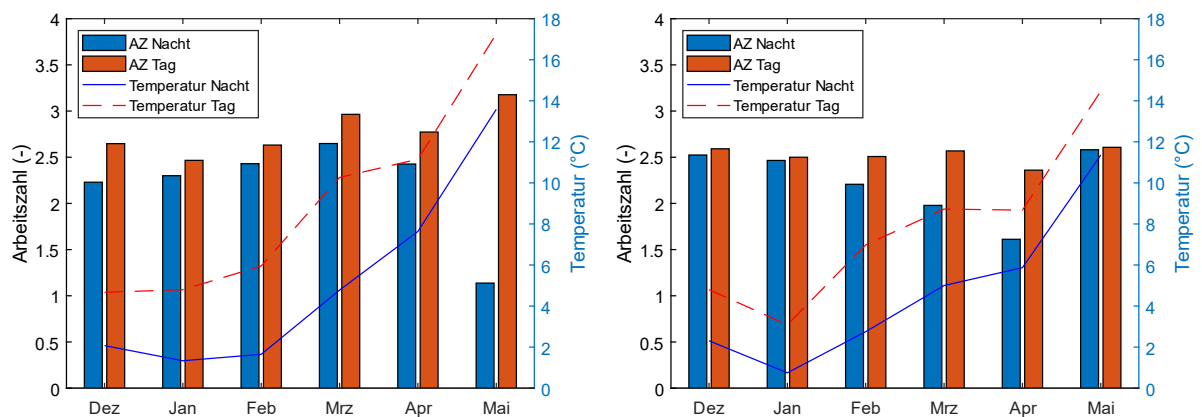 4
3.5
3
2.5
2
1.5
1
0.5
0
Arbeitszahl (-)
AZ Nacht
AZ Tag
Temperatur Nacht
Temperatur Tag
18
16
14
12
10
8
6
4
2
0
Temperatur (°C)
Dez Jan Feb Mrz Apr Mai
4
3.5
3
2.5
2
1.5
1
0.5
0
Arbeitszahl (-)
AZ Nacht
AZ Tag
Temperatur Nacht
Temperatur Tag
18
16
14
12
10
8
6
4
2
0
Temperatur (°C)
Dez Jan Feb Mrz Apr Mai